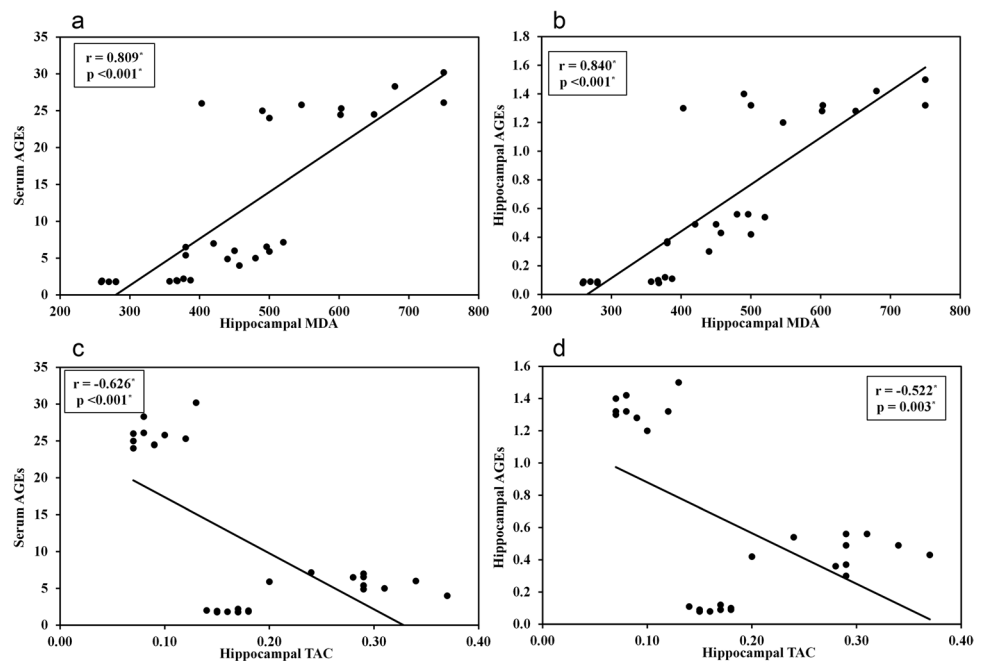 a
r = 0.809*
p <0.001*
Serum AGEs
35
30
25
20
15
10
5
0
200 300 400 500 600 700 800
Hippocampal MDA
b
r = 0.840*
p <0.001*
Hippocampal AGEs
1.8
1.6
1.4
1.2
1.0
0.8
0.6
0.4
0.2
0.0
200 300 400 500 600 700 800
Hippocampal MDA
c
r = -0.626*
p <0.001*
Serum AGEs
35
30
25
20
15
10
5
0
0.00 0.10 0.20 0.30 0.40
Hippocampal TAC
d
r = -0.522*
p = 0.003*
Hippocampal AGEs
1.6
1.4
1.2
1.0
0.8
0.6
0.4
0.2
0.0
0.00 0.10 0.20 0.30 0.40
Hippocampal TAC